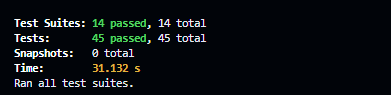 Test Suites: 14 passed, 14 total
Tests: 45 passed, 45 total
Snapshots: 0 total
Time: 31.132 s
Ran all test suites.